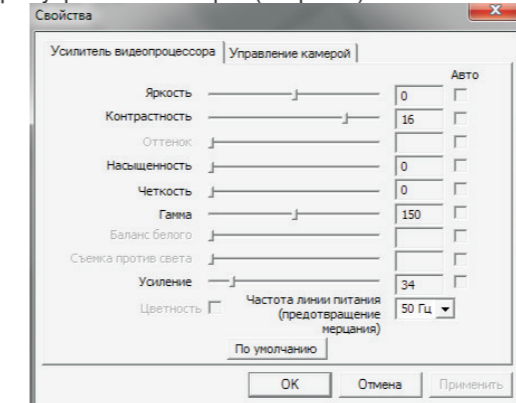 Свойства
Усилитель видеопроцессора Управление камерой
Авто
Яркость 0
Контрастность 16
Оттенок
Насыщенность 0
Четкость 0
Гамма 150
Баланс белого
Съемка против света
Усиление 34
Цветность Частота линии питания 50 Гц
(предотвращение
мерцания)
По умолчанию
OK Отмена Применить